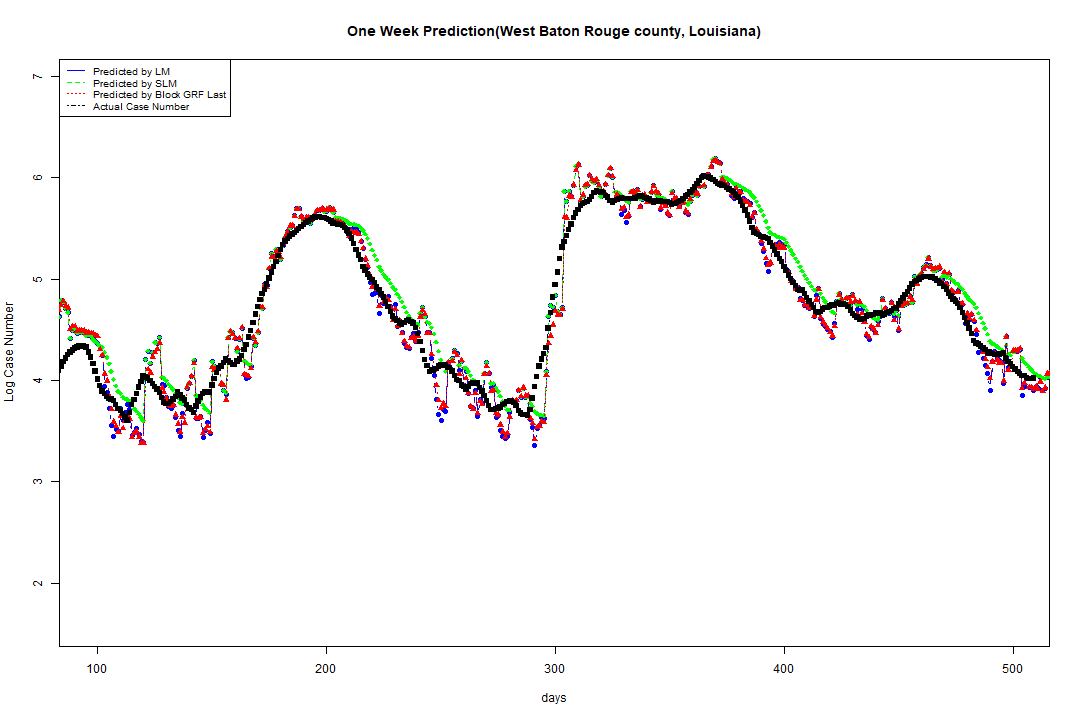 One Week Prediction(West Baton Rouge county, Louisiana)
Predicted by LM
Predicted by SLM
Predicted by Block GRF Last
Actual Case Number
7
6
5
4
3
2
Log Case Number
100 200 300 400 500
days